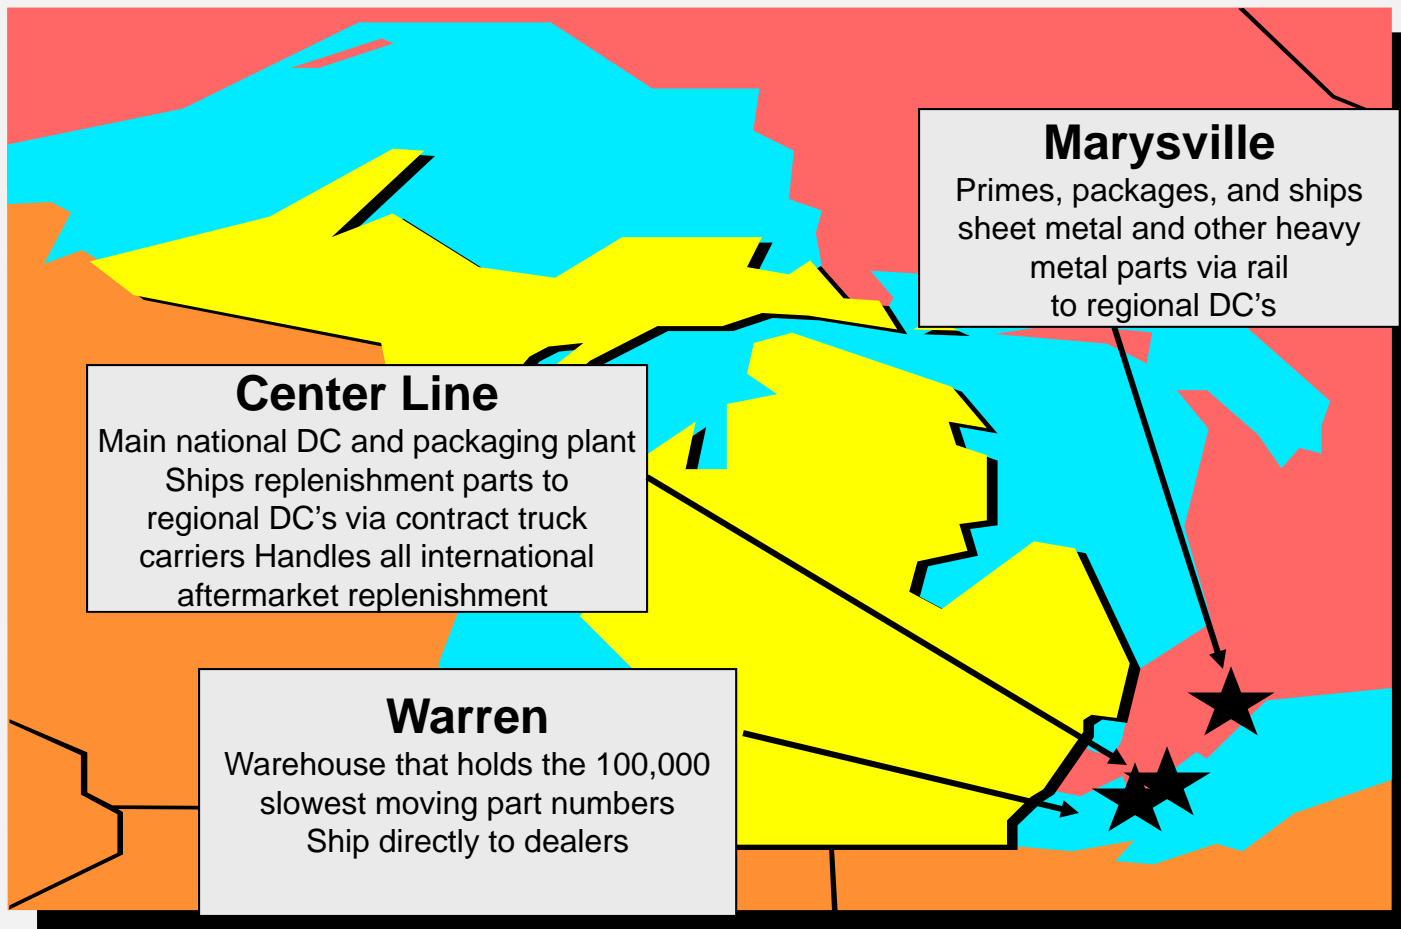 Marysville
Primes, packages, and ships
sheet metal and other heavy
metal parts via rail
to regional DC’s
Center Line
Main national DC and packaging plant
Ships replenishment parts to
regional DC’s via contract truck
carriers Handles all international
aftermarket replenishment
Warren
Warehouse that holds the 100,000
slowest moving part numbers
Ship directly to dealers